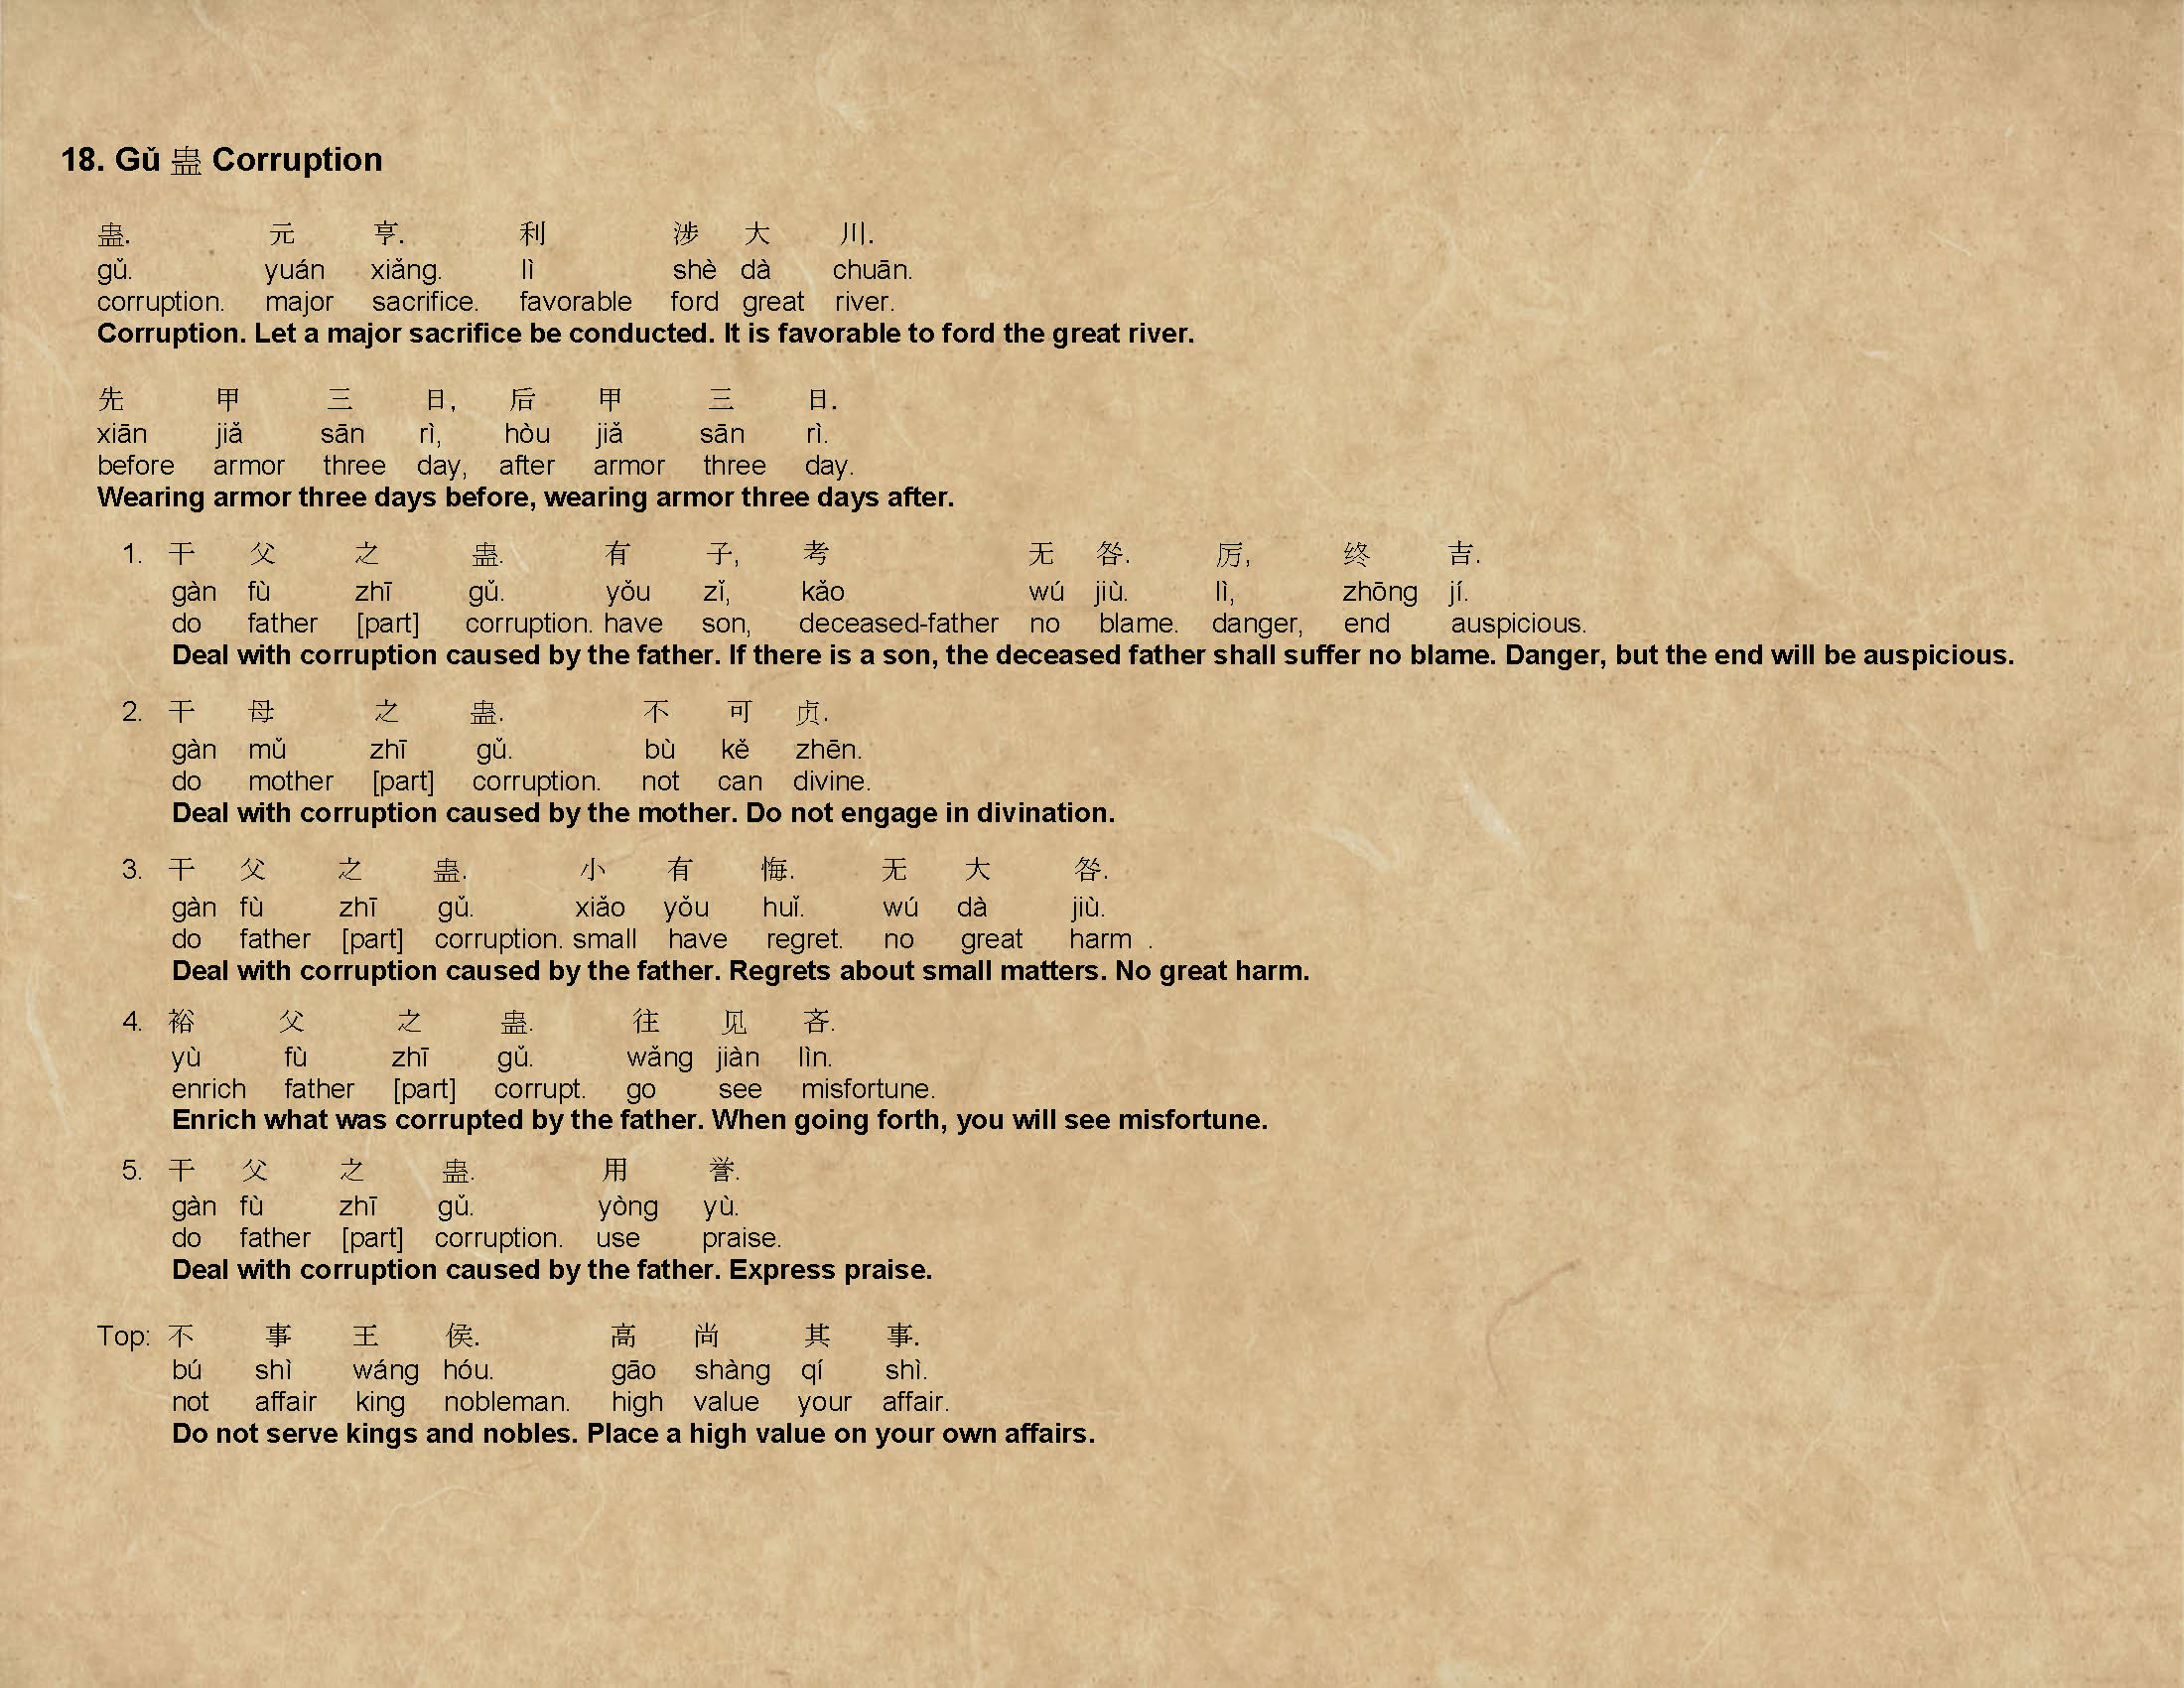 18. Gǔ 蛊 Corruption
蛊. 元 亨. 利 涉 大 川.
gǔ. yuán xiǎng. lì shè dà chuān.
corruption. major sacrifice. favorable ford great river.
Corruption. Let a major sacrifice be conducted. It is favorable to ford the great river.
先 甲 三 日, 后 甲 三 日.
xiān jiǎ sān rì, hòu jiǎ sān rì.
before armor three day, after armor three day.
Wearing armor three days before, wearing armor three days after.
1. 干 父 之 蛊. 有 子, 考 无 咎. 厉, 终 吉.
gàn fù zhī gǔ. yǒu zǐ, kǎo wú jiù. lì, zhōng jí.
do father [part] corruption. have son, deceased-father no blame. danger, end auspicious.
Deal with corruption caused by the father. If there is a son, the deceased father shall suffer no blame. Danger, but the end will be auspicious.
2. 干 母 之 蛊. 不 可 贞.
gàn mǔ zhī gǔ. bù kě zhēn.
do mother [part] corruption. not can divine.
Deal with corruption caused by the mother. Do not engage in divination.
3. 干 父 之 蛊. 小 有 悔. 无 大 咎.
gàn fù zhī gǔ. xiǎo yǒu huǐ. wú dà jiù.
do father [part] corruption. small have regret. no great harm .
Deal with corruption caused by the father. Regrets about small matters. No great harm.
4. 裕 父 之 蛊. 往 见 吝.
yù fù zhī gǔ. wǎng jiàn lìn.
enrich father [part] corrupt. go see misfortune.
Enrich what was corrupted by the father. When going forth, you will see misfortune.
5. 干 父 之 蛊. 用 誉.
gàn fù zhī gǔ. yòng yù.
do father [part] corruption. use praise.
Deal with corruption caused by the father. Express praise.
Top: 不 事 王 侯. 高 尚 其 事.
bú shì wáng hóu. gāo shàng qí shì.
not affair king nobleman. high value your affair.
Do not serve kings and nobles. Place a high value on your own affairs.